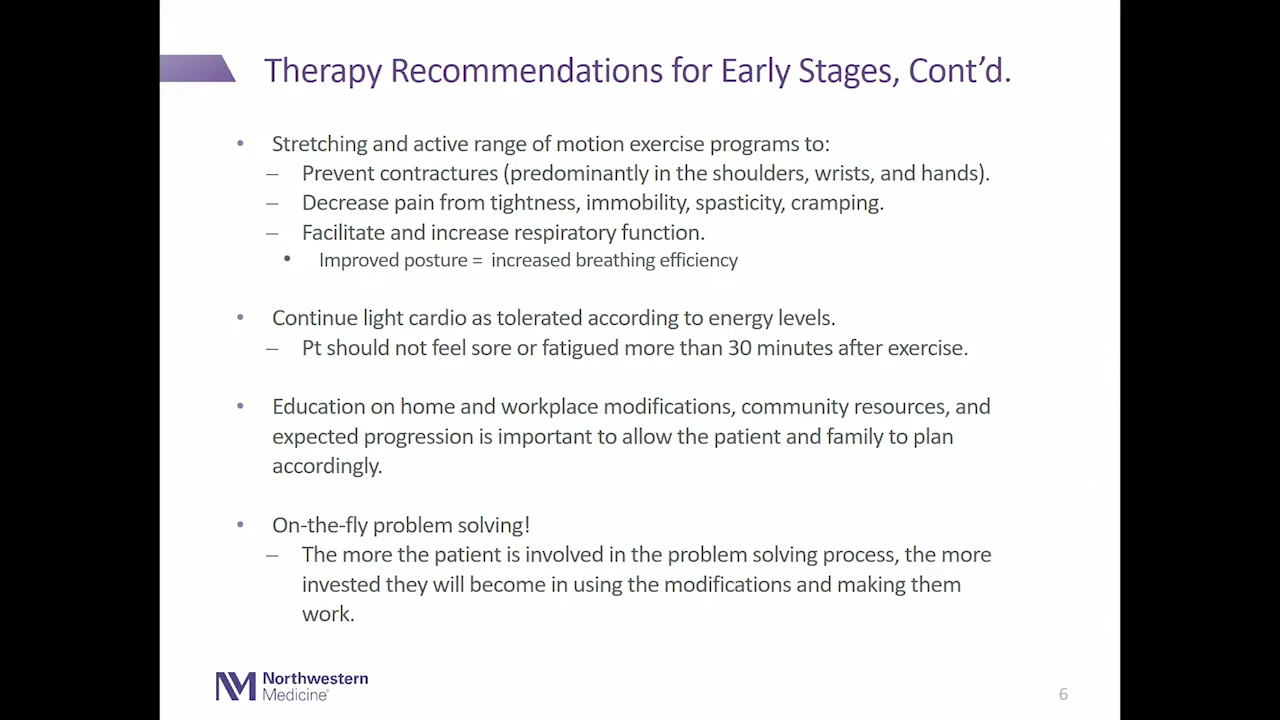 Therapy Recommendations for Early Stages, Cont’d.
• Stretching and active range of motion exercise programs to:
– Prevent contractures (predominantly in the shoulders, wrists, and hands).
– Decrease pain from tightness, immobility, spasticity, cramping.
– Facilitate and increase respiratory function.
• Improved posture = increased breathing efficiency
• Continue light cardio as tolerated according to energy levels.
– Pt should not feel sore or fatigued more than 30 minutes after exercise.
• Education on home and workplace modifications, community resources, and
expected progression is important to allow the patient and family to plan
accordingly.
• On-the-fly problem solving!
– The more the patient is involved in the problem solving process, the more
invested they will become in using the modifications and making them
work.
NM Northwestern
Medicine®
6